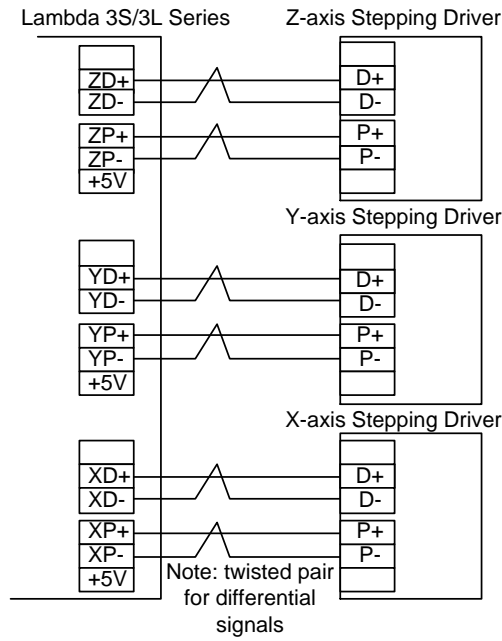 Lambda 3S/3L Series
Z-axis Stepping Driver
ZD+
D+
ZD-
D-
ZP+
P+
ZP-
P-
+5V
Y-axis Stepping Driver
YD+
D+
YD-
D-
YP+
P+
YP-
P-
+5V
X-axis Stepping Driver
XD+
D+
XD-
D-
XP+
P+
XP-
P-
+5V
Note: twisted pair
for differential
signals